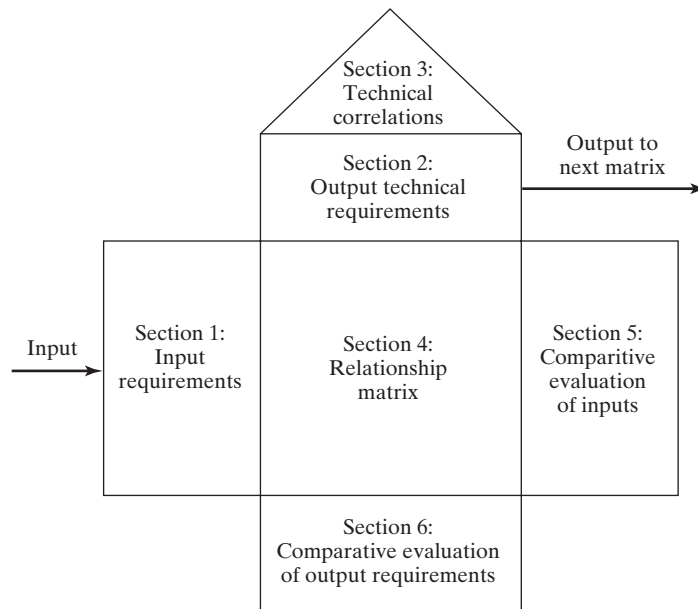 Section 3:
Technical
correlations
Section 2:
Output technical
requirements
Output to
next matrix
Input
Section 1:
Input
requirements
Section 4:
Relationship
matrix
Section 5:
Comparitive
evaluation
of inputs
Section 6:
Comparative evaluation
of output requirements